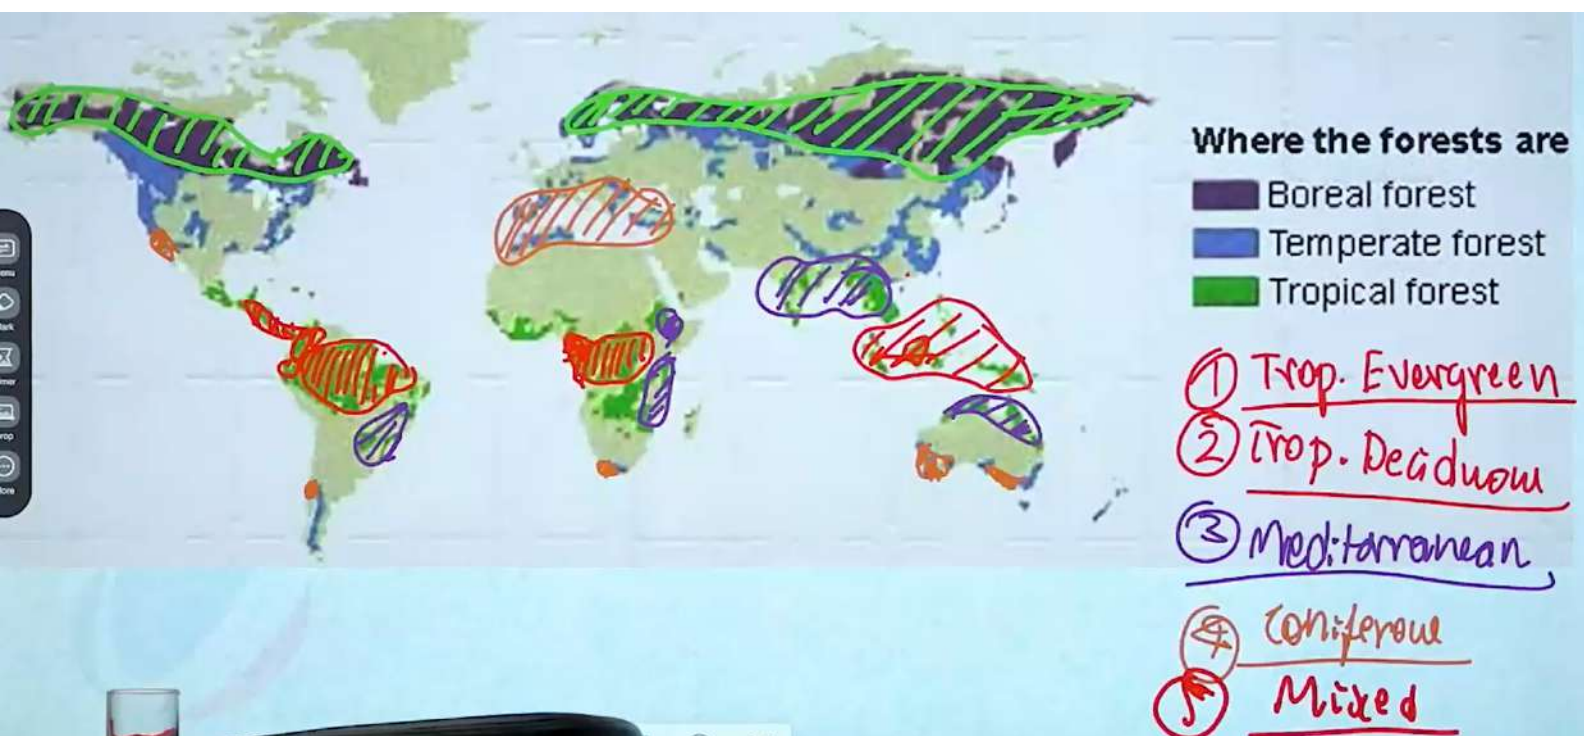 Where the forests are
Boreal forest
Temperate forest
Tropical forest
① Trop. Evergreen
② Trop. Deciduous
③ Mediterranean
④ Coniferous
⑤ Mixed